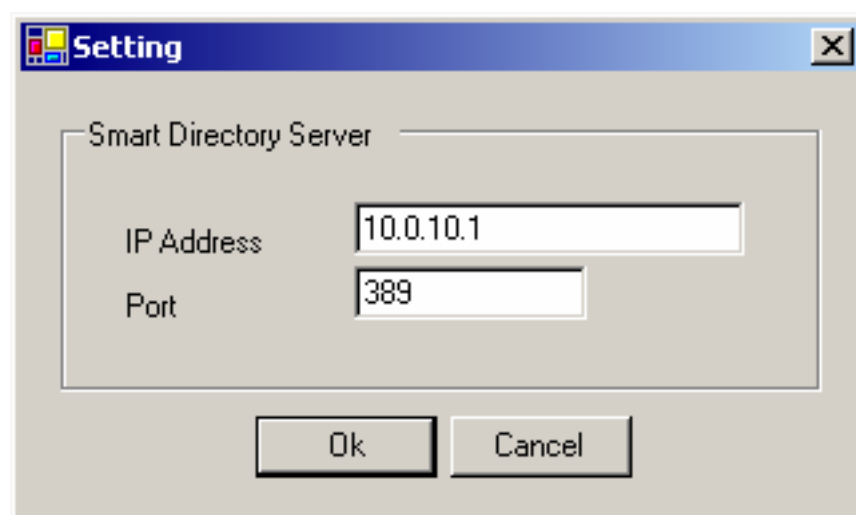 Setting
Smart Directory Server
IP Address 10.0.10.1
Port 389
Ok Cancel